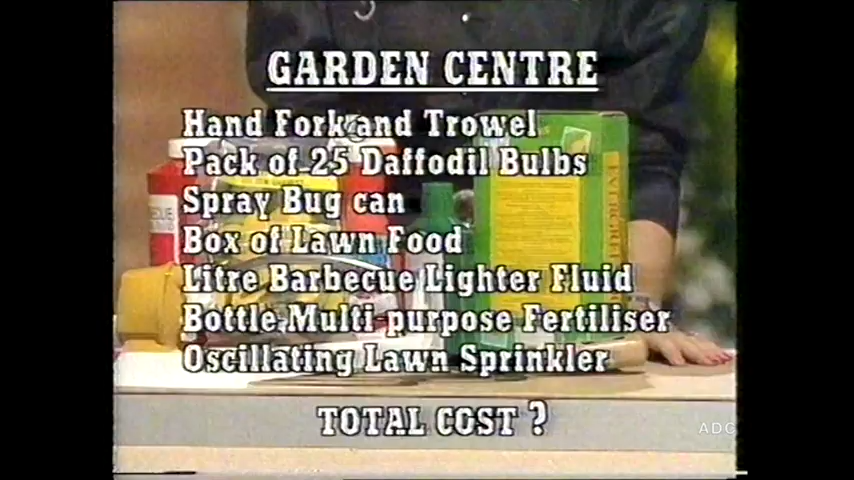 GARDEN CENTRE
Hand Fork and Trowel
Pack of 25 Daffodil Bulbs
Spray Bug can
Box of Lawn Food
Litre Barbecue Lighter Fluid
Bottle Multi-purpose Fertiliser
Oscillating Lawn Sprinkler
TOTAL COST ?
ADC